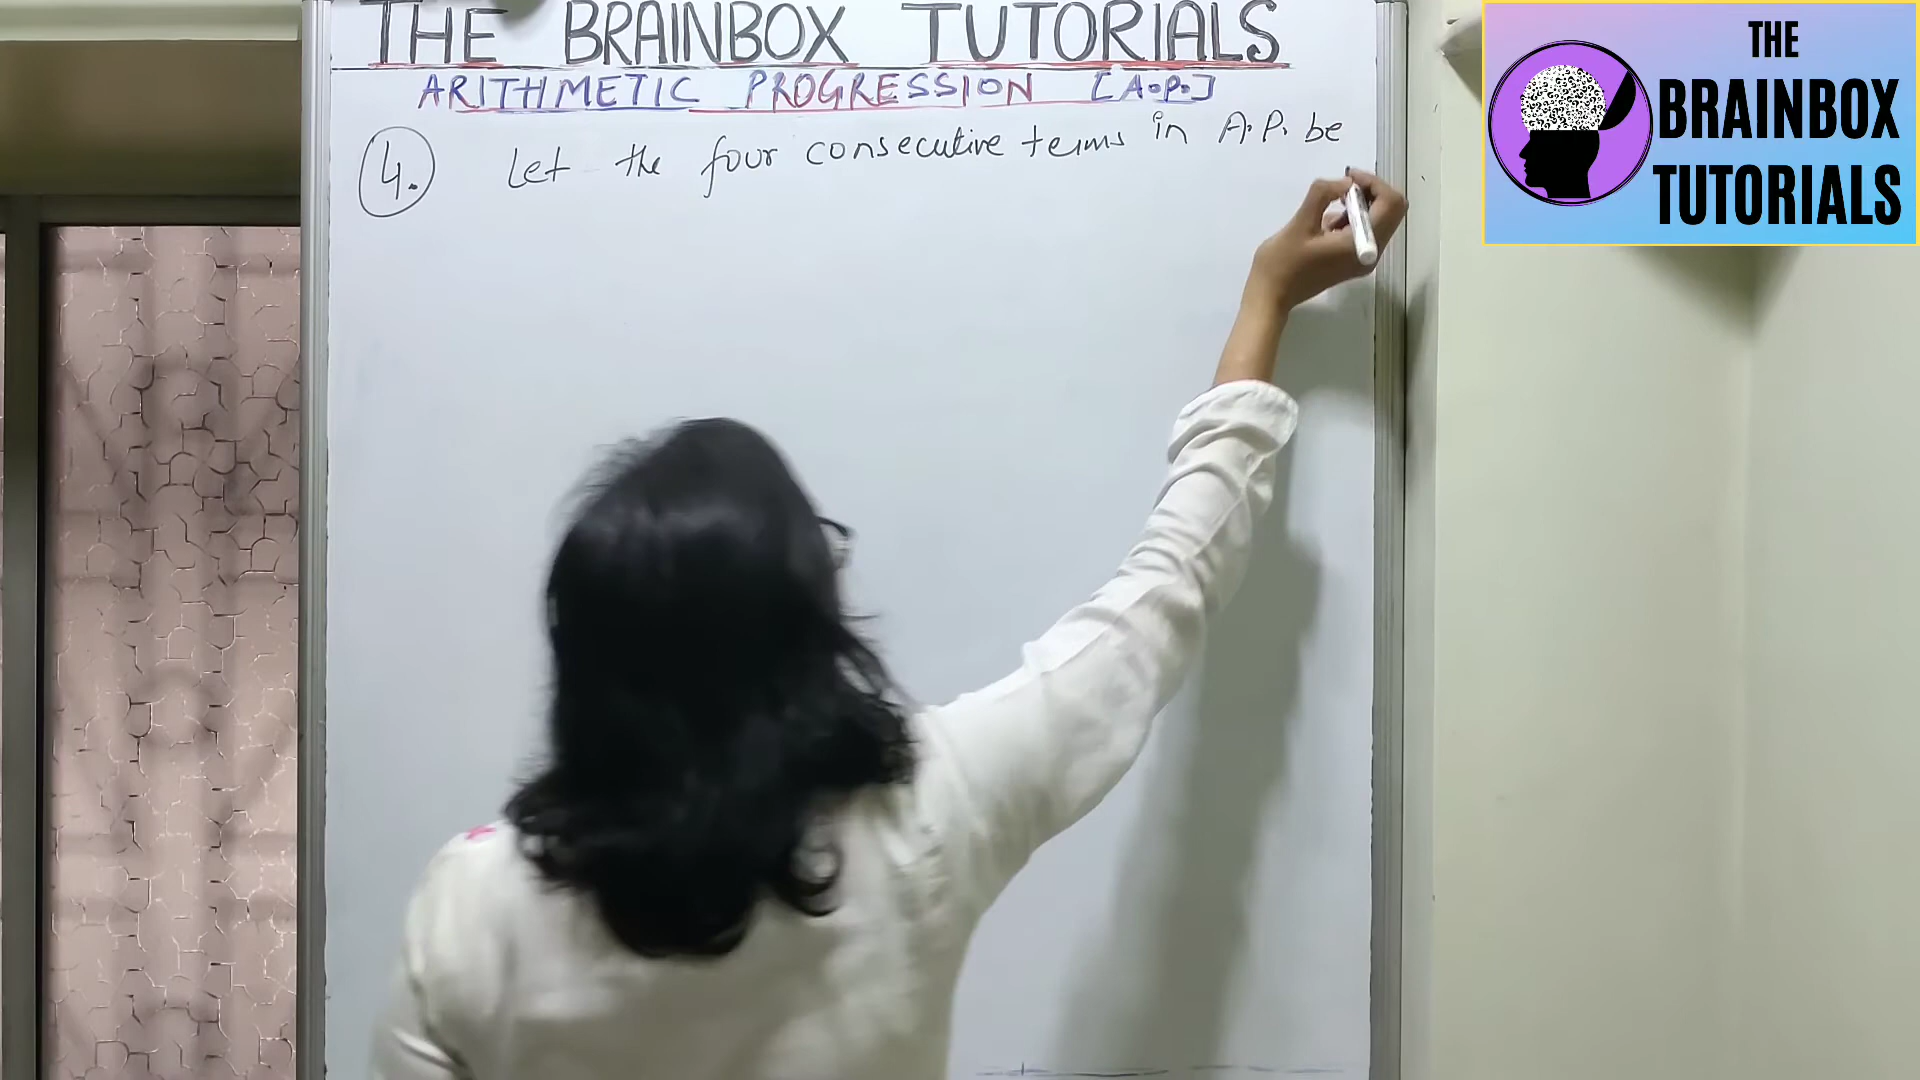 THE BRAINBOX TUTORIALS
ARITHMETIC PROGRESSION [A.P.]
4. Let the four consecutive terms in A.P. be
THE
BRAINBOX
TUTORIALS